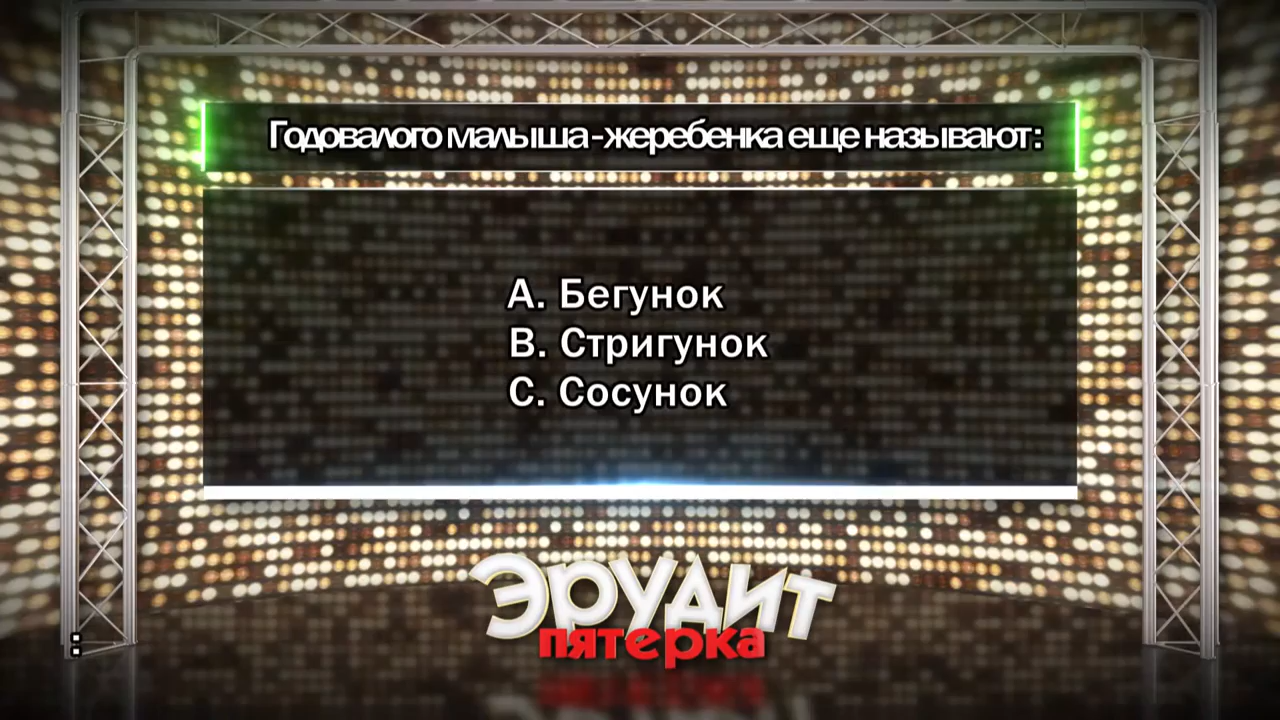 Годовалого малыша-жеребенка еще называют:
А. Бегунок
В. Стригунок
С. Сосунок
Эрудит
пятерка
: